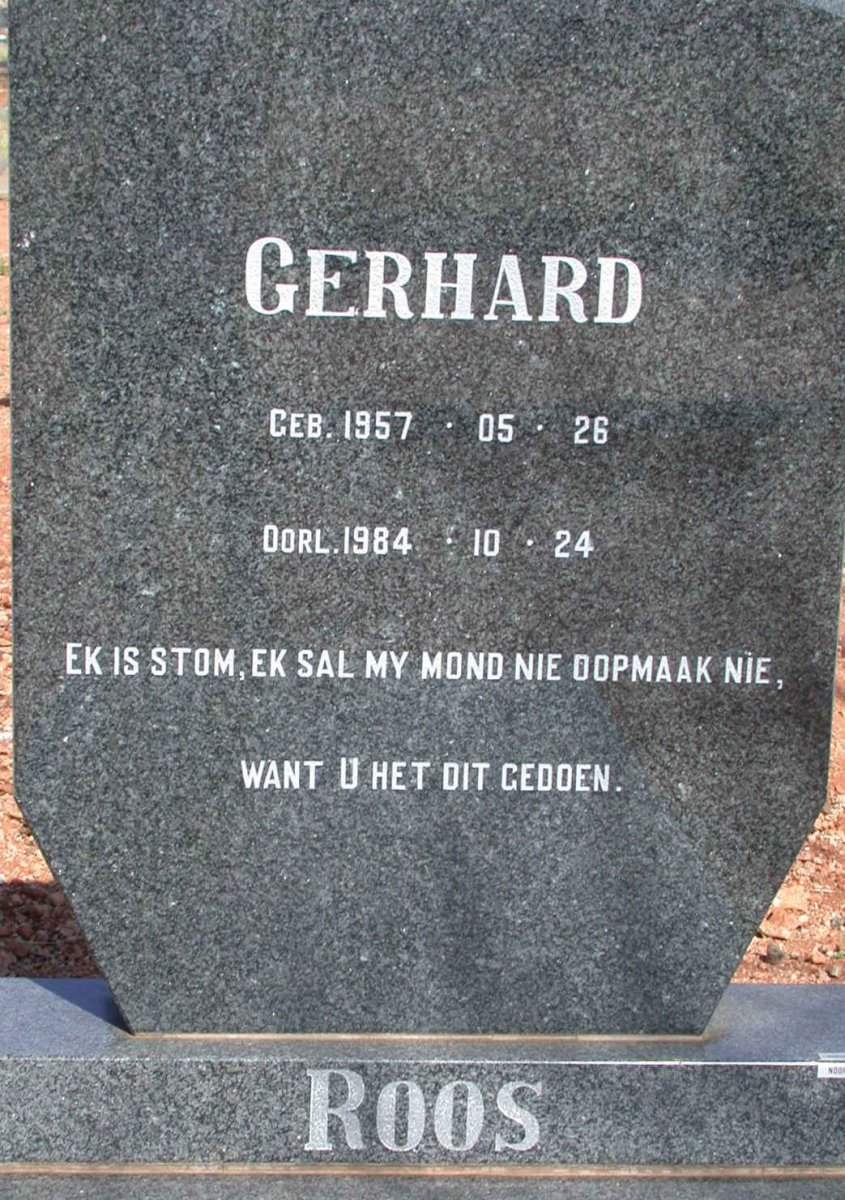 GERHARD
GEB. 1957 · 05 · 26
OORL. 1984 · 10 · 24
EK IS STOM, EK SAL MY MOND NIE OOPMAAK NIE,
WANT U HET DIT GEDOEN.
ROOS